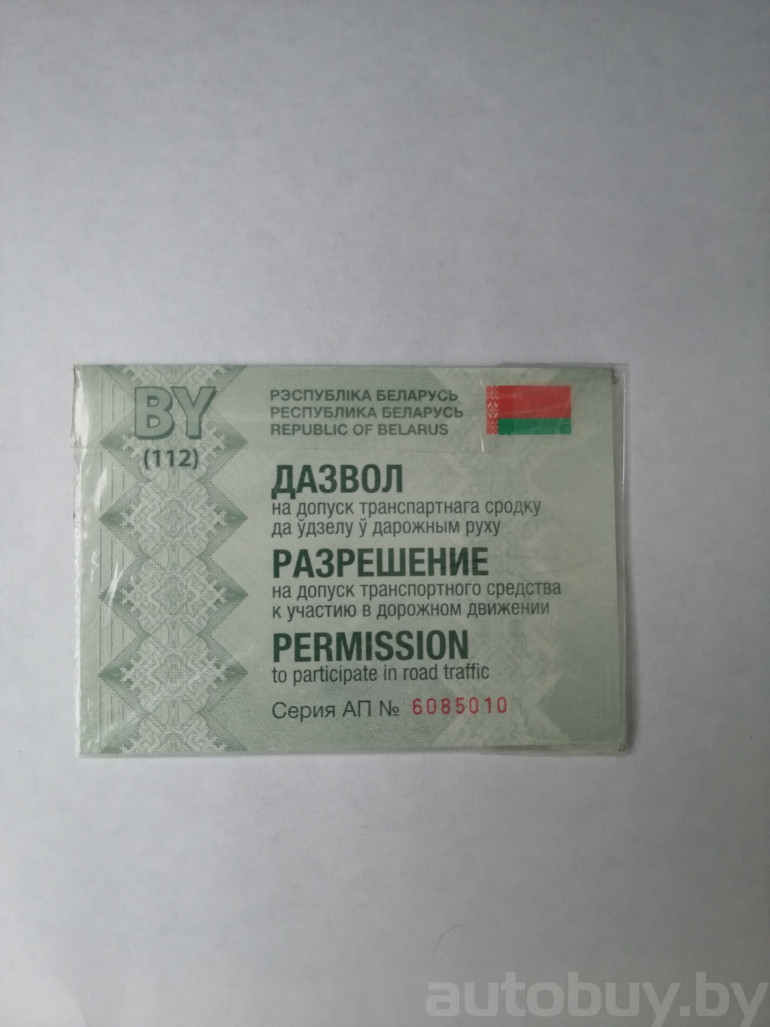 BY
(112)
РЭСПУБЛІКА БЕЛАРУСЬ
РЕСПУБЛИКА БЕЛАРУСЬ
REPUBLIC OF BELARUS
ДАЗВОЛ
на допуск транспартнага сродку
да ўдзелу ў дарожным руху
РАЗРЕШЕНИЕ
на допуск транспортного средства
к участию в дорожном движении
PERMISSION
to participate in road traffic
Серия АП № 6085010
autobuy.by